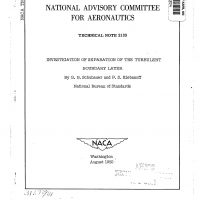 NATIONAL ADVISORY COMMITTEE
FOR AERONAUTICS
TECHNICAL NOTE 2133
INVESTIGATION OF SEPARATION OF THE TURBULENT
BOUNDARY LAYER
By G. B. Schubauer and P. S. Klebanoff
National Bureau of Standards
NACA
Washington
August 1950